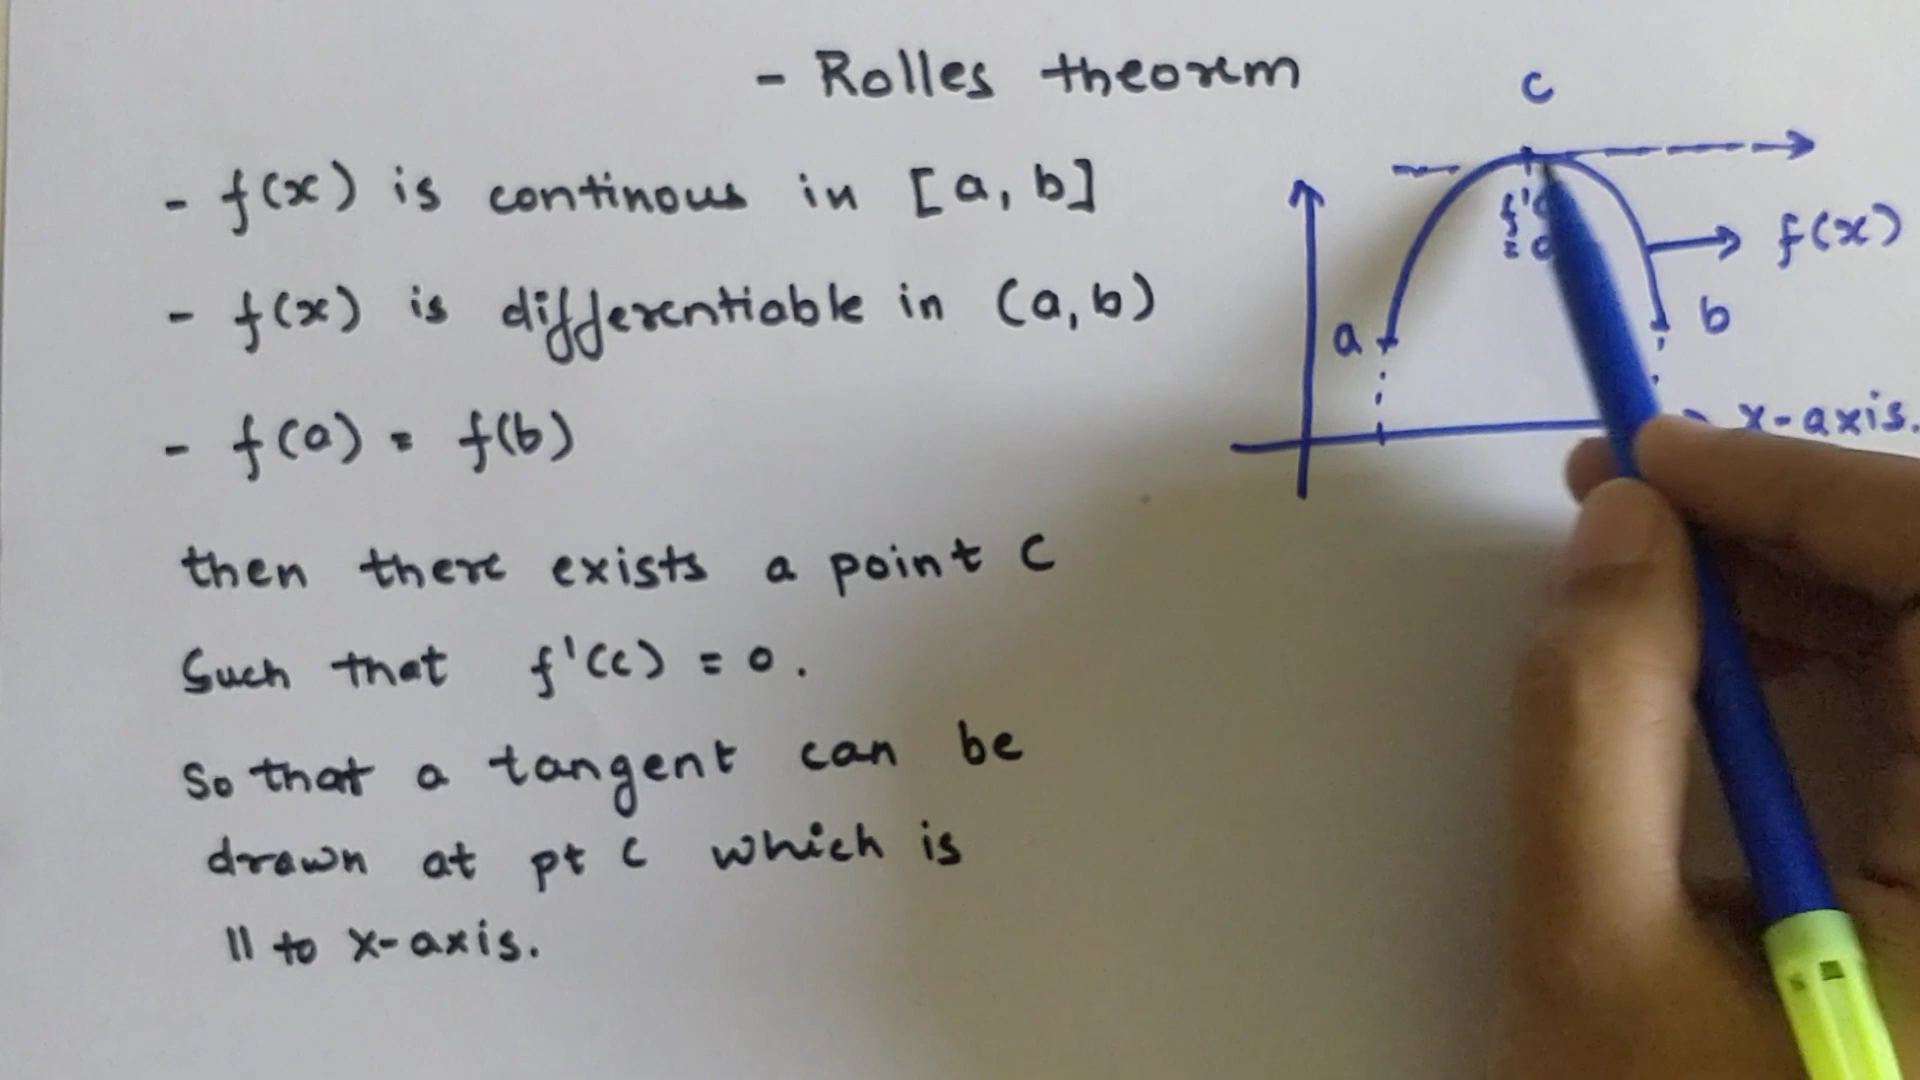 - Rolles theorem
- f(x) is continous in [a, b]
- f(x) is differentiable in (a, b)
- f(a) = f(b)
then there exists a point C
Such that f'(c) = 0.
So that a tangent can be
drawn at pt C which is
|| to x-axis.
C
f(x)
a
b
x-axis.